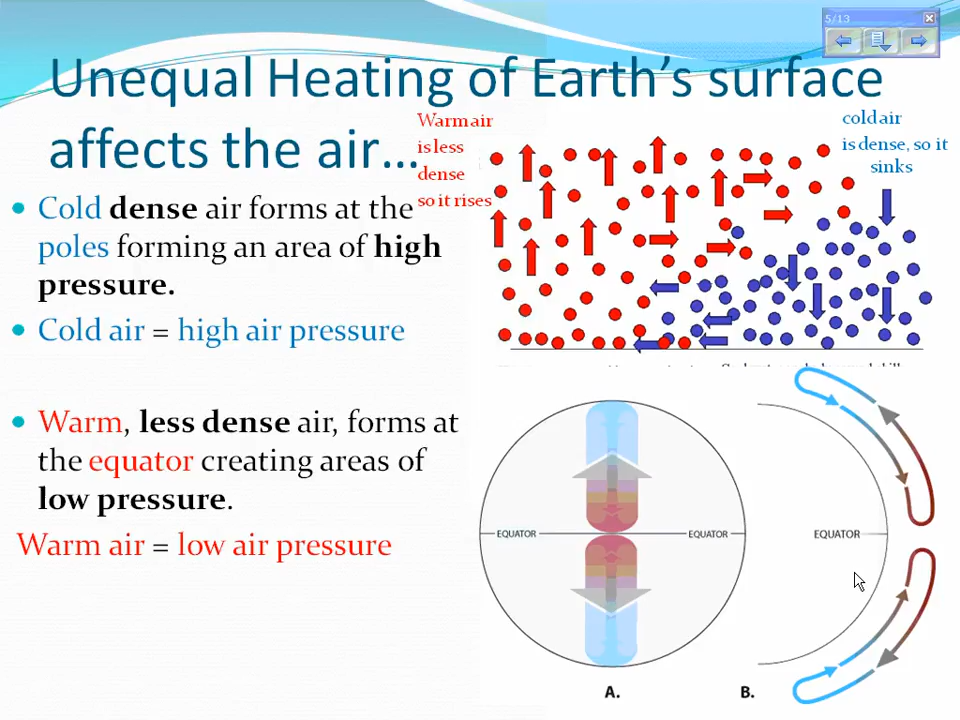 5/13
Unequal Heating of Earth's surface
affects the air...
Warm air
is less
dense
so it rises
cold air
is dense, so it
sinks
• Cold dense air forms at the
poles forming an area of high
pressure.
• Cold air = high air pressure
• Warm, less dense air, forms at
the equator creating areas of
low pressure.
Warm air = low air pressure
EQUATOR
EQUATOR
EQUATOR
A.
B.